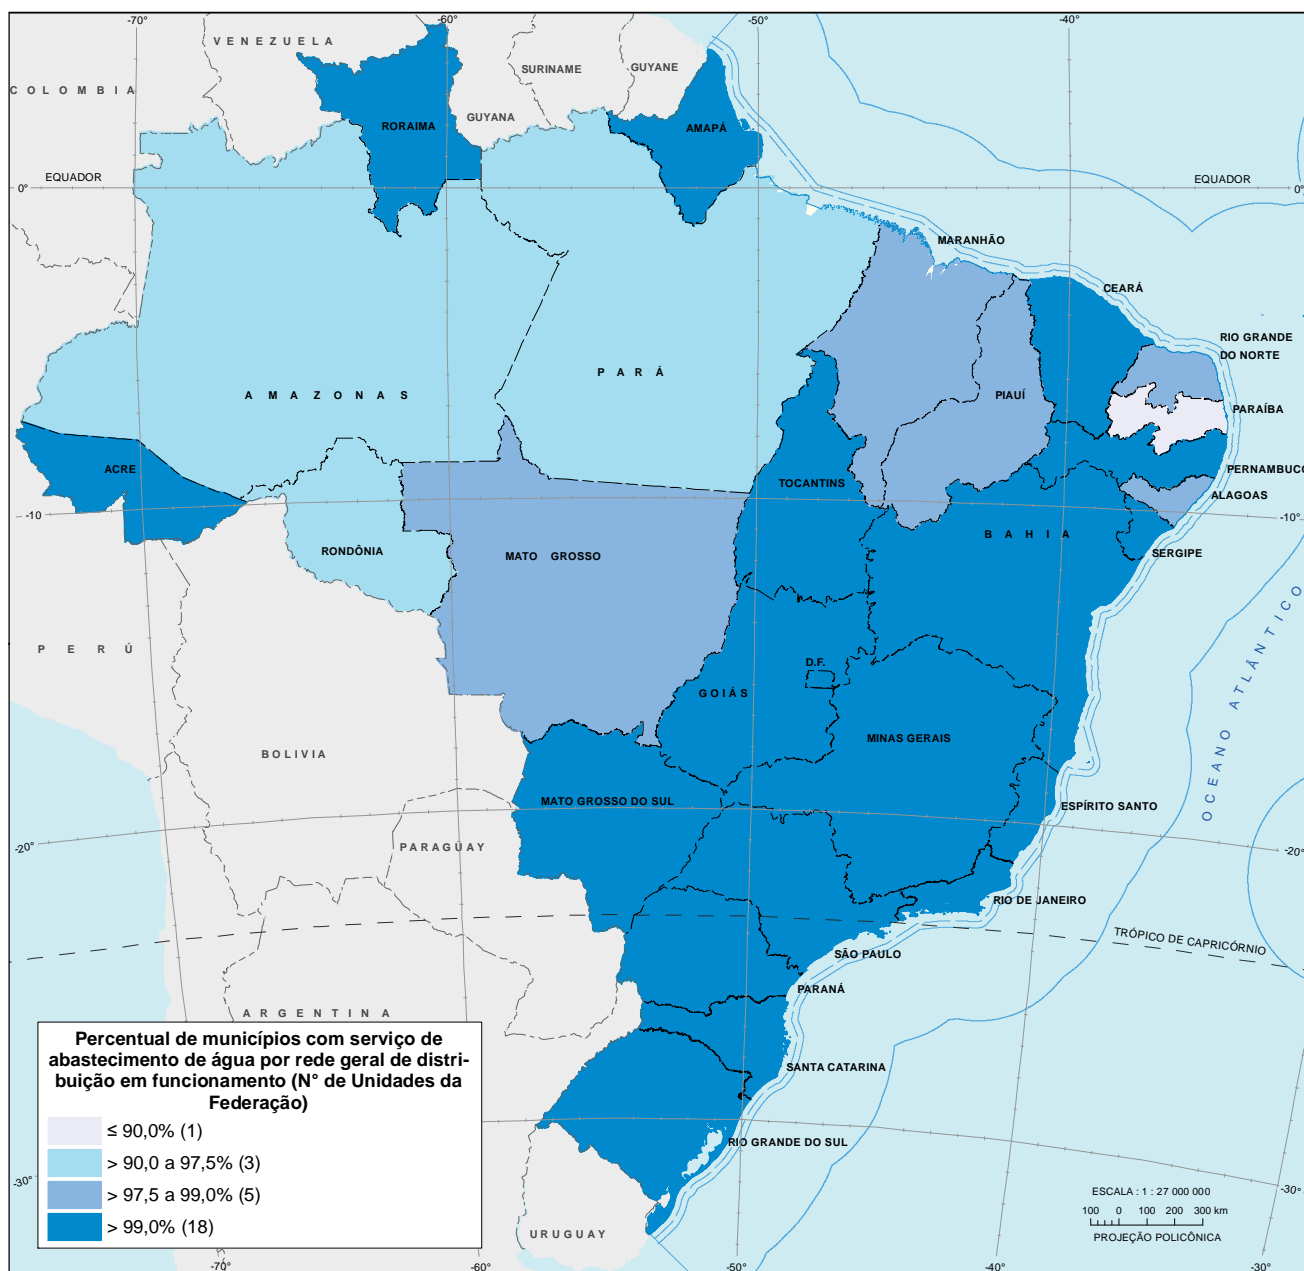 -70°
-60°
-50°
-40°
VENEZUELA
SURINAME
GUYANE
COLOMBIA
RORAIMA
GUYANA
AMAPÁ
EQUADOR
EQUADOR
0°
0°
MARANHÃO
CEARÁ
RIO GRANDE
DO NORTE
PARÁ
AMAZONAS
PIAUÍ
PARAÍBA
ACRE
TOCANTINS
PERNAMBUCO
ALAGOAS
-10°
-10°
BAHIA
RONDÔNIA
MATO GROSSO
SERGIPE
PERÚ
D.F.
GOIÁS
OCEANO ATLÂNTICO
BOLIVIA
MINAS GERAIS
MATO GROSSO DO SUL
ESPÍRITO SANTO
-20°
PARAGUAY
-20°
RIO DE JANEIRO
TRÓPICO DE CAPRICÓRNIO
SÃO PAULO
PARANÁ
ARGENTINA
SANTA CATARINA
RIO GRANDE DO SUL
Percentual de municípios com serviço de
abastecimento de água por rede geral de distri-
buição em funcionamento (N° de Unidades da
Federação)
≤ 90,0% (1)
> 90,0 a 97,5% (3)
> 97,5 a 99,0% (5)
> 99,0% (18)
-30°
-30°
URUGUAY
ESCALA : 1 : 27 000 000
100 0 100 200 300 km
PROJEÇÃO POLICÔNICA
-70°
-60°
-50°
-40°
-30°